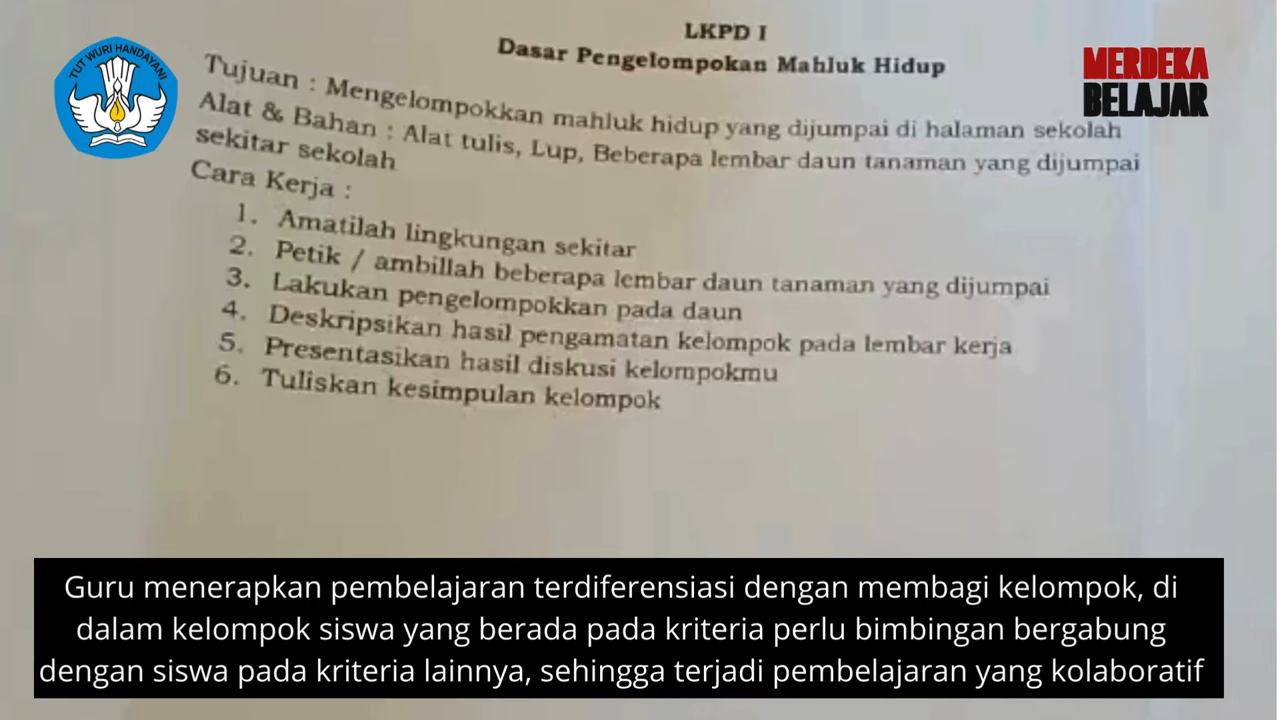 LKPD I
Dasar Pengelompokan Mahluk Hidup
TUT WURI HANDAYANI
MERDEKA
BELAJAR
Tujuan : Mengelompokkan mahluk hidup yang dijumpai di halaman sekolah
Alat & Bahan : Alat tulis, Lup, Beberapa lembar daun tanaman yang dijumpai
sekitar sekolah
Cara Kerja :
1. Amatilah lingkungan sekitar
2. Petik / ambillah beberapa lembar daun tanaman yang dijumpai
3. Lakukan pengelompokkan pada daun
4. Deskripsikan hasil pengamatan kelompok pada lembar kerja
5. Presentasikan hasil diskusi kelompokmu
6. Tuliskan kesimpulan kelompok
Guru menerapkan pembelajaran terdiferensiasi dengan membagi kelompok, di
dalam kelompok siswa yang berada pada kriteria perlu bimbingan bergabung
dengan siswa pada kriteria lainnya, sehingga terjadi pembelajaran yang kolaboratif